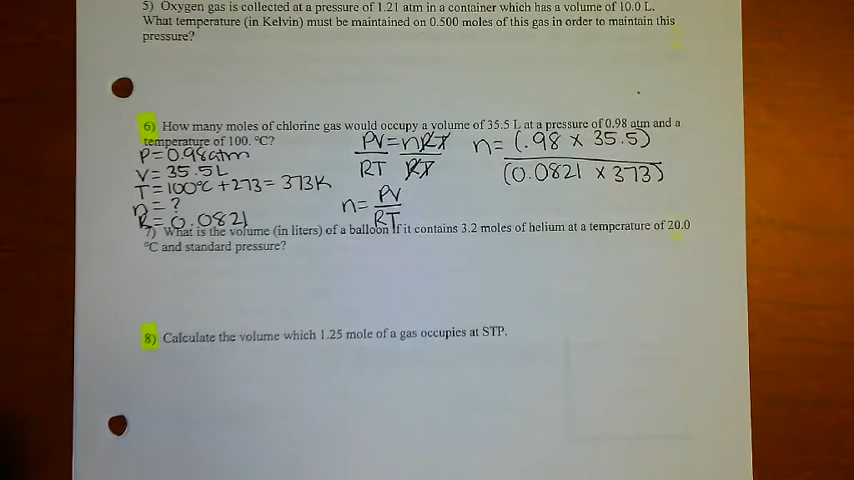 5) Oxygen gas is collected at a pressure of 1.21 atm in a container which has a volume of 10.0 L.
What temperature (in Kelvin) must be maintained on 0.500 moles of this gas in order to maintain this
pressure?
6) How many moles of chlorine gas would occupy a volume of 35.5 L at a pressure of 0.98 atm and a
temperature of 100. °C?
P=0.98atm
V= 35.5L
T=100°C +273= 373K
n= ?
R= 0.0821
PV=nRT
RT RT
n= PV
RT
n= (.98 x 35.5)
(0.0821 x 373)
7) What is the volume (in liters) of a balloon if it contains 3.2 moles of helium at a temperature of 20.0
°C and standard pressure?
8) Calculate the volume which 1.25 mole of a gas occupies at STP.